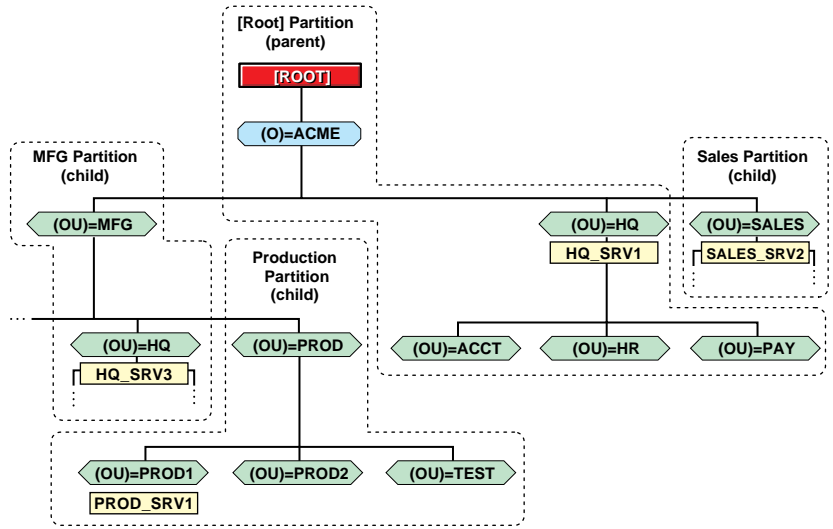 [Root] Partition
(parent)
[ROOT]
(O)=ACME
MFG Partition
(child)
Sales Partition
(child)
(OU)=MFG
(OU)=HQ
(OU)=SALES
HQ_SRV1
SALES_SRV2
Production
Partition
(child)
(OU)=HQ
(OU)=PROD
(OU)=ACCT
(OU)=HR
(OU)=PAY
HQ_SRV3
(OU)=PROD1
(OU)=PROD2
(OU)=TEST
PROD_SRV1